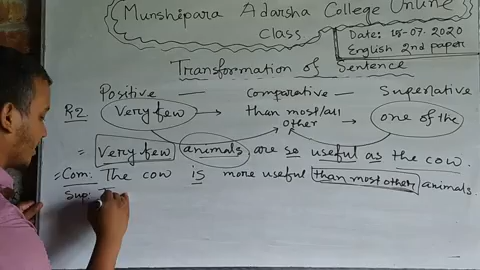 Munshipara Adarsha College Online
Class
Date: 15-07-2020
English 2nd paper
Transformation of Sentence
Positive — Comparative — Superlative
R2. Very few → than most/all other → one of the
= Very few animals are so useful as the cow.
= Com: The cow is more useful than most other animals.
Sup: T